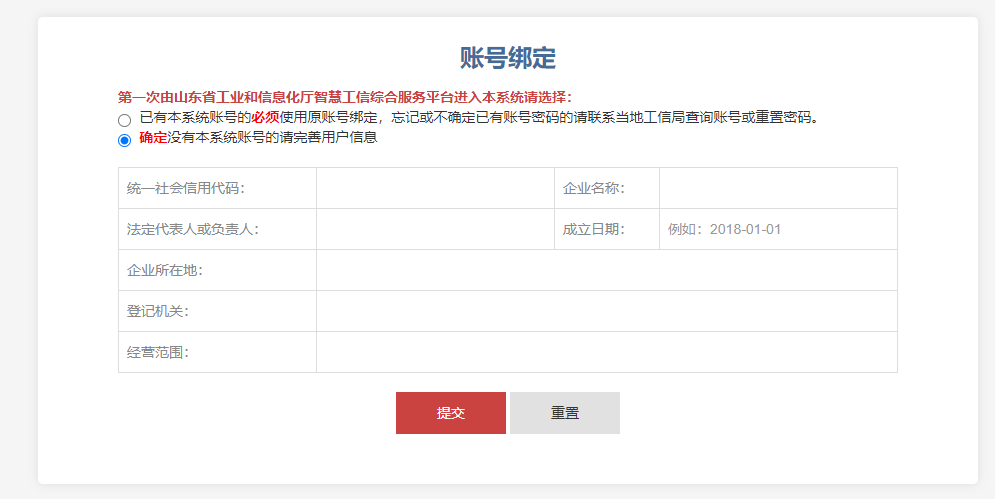 账号绑定
第一次由山东省工业和信息化厅智慧工信综合服务平台进入本系统请选择：
已有本系统账号的必须使用原账号绑定，忘记或不确定已有账号密码的请联系当地工信局查询账号或重置密码。
确定没有本系统账号的请完善用户信息
统一社会信用代码： 企业名称：
法定代表人或负责人： 成立日期： 例如：2018-01-01
企业所在地：
登记机关：
经营范围：
提交 重置